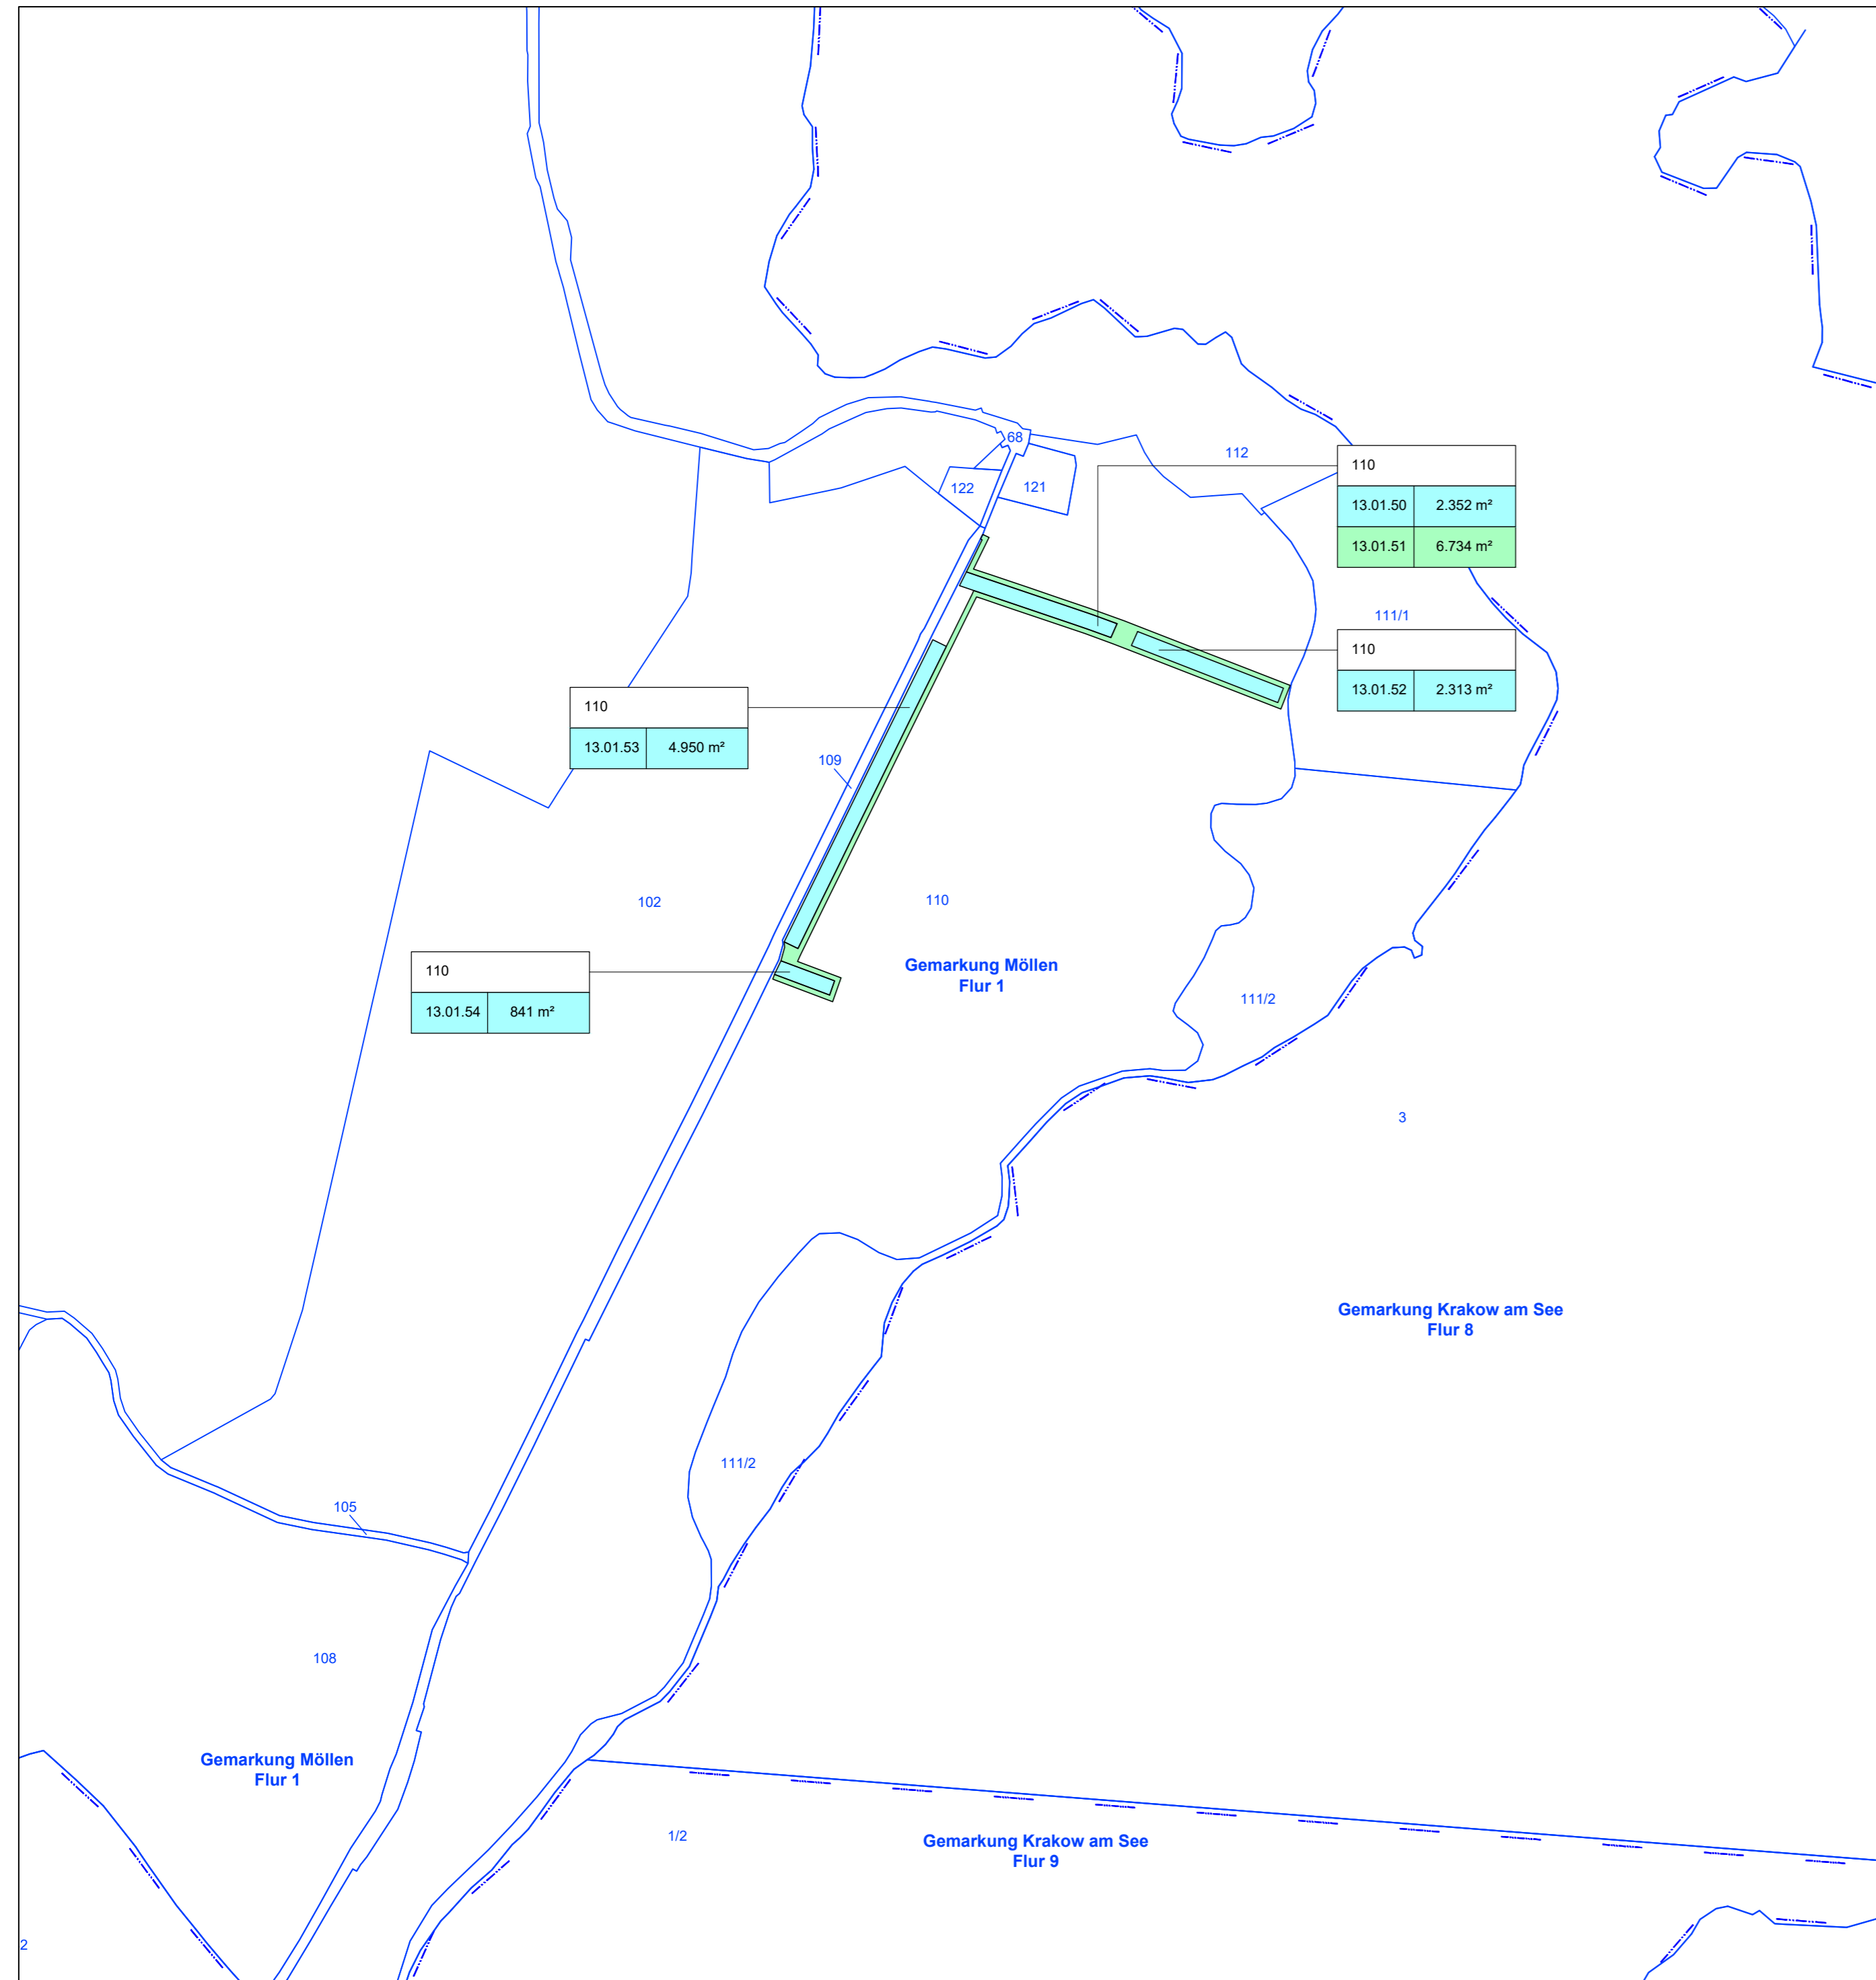 68
112
122
121
110
13.01.50 2.352 m²
13.01.51 6.734 m²
111/1
110
13.01.52 2.313 m²
110
13.01.53 4.950 m²
109
102
110
Gemarkung Möllen
Flur 1
110
13.01.54 841 m²
111/2
3
Gemarkung Krakow am See
Flur 8
111/2
105
108
Gemarkung Möllen
Flur 1
1/2
Gemarkung Krakow am See
Flur 9
2